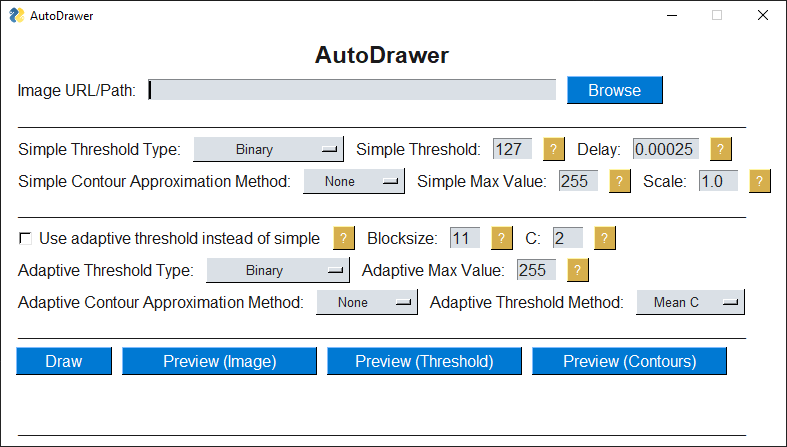 AutoDrawer
AutoDrawer
Image URL/Path: Browse
Simple Threshold Type: Binary Simple Threshold: 127 ? Delay: 0.00025 ?
Simple Contour Approximation Method: None Simple Max Value: 255 ? Scale: 1.0 ?
Use adaptive threshold instead of simple ? Blocksize: 11 ? C: 2 ?
Adaptive Threshold Type: Binary Adaptive Max Value: 255 ?
Adaptive Contour Approximation Method: None Adaptive Threshold Method: Mean C
Draw Preview (Image) Preview (Threshold) Preview (Contours)